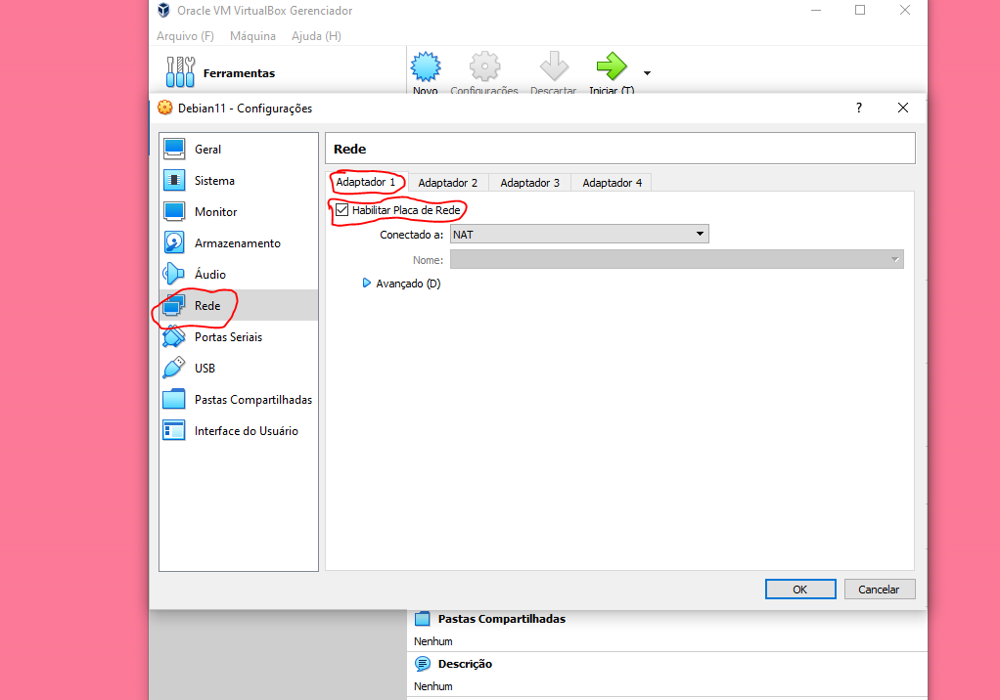 Oracle VM VirtualBox Gerenciador
Arquivo (F) Máquina Ajuda (H)
Ferramentas
Novo Configurações Descartar Iniciar (T)
Debian11 - Configurações ?
Geral
Sistema
Monitor
Armazenamento
Áudio
Rede
Portas Seriais
USB
Pastas Compartilhadas
Interface do Usuário
Rede
Adaptador 1 Adaptador 2 Adaptador 3 Adaptador 4
Habilitar Placa de Rede
Conectado a: NAT
Nome:
Avançado (D)
OK Cancelar
Pastas Compartilhadas
Nenhum
Descrição
Nenhum